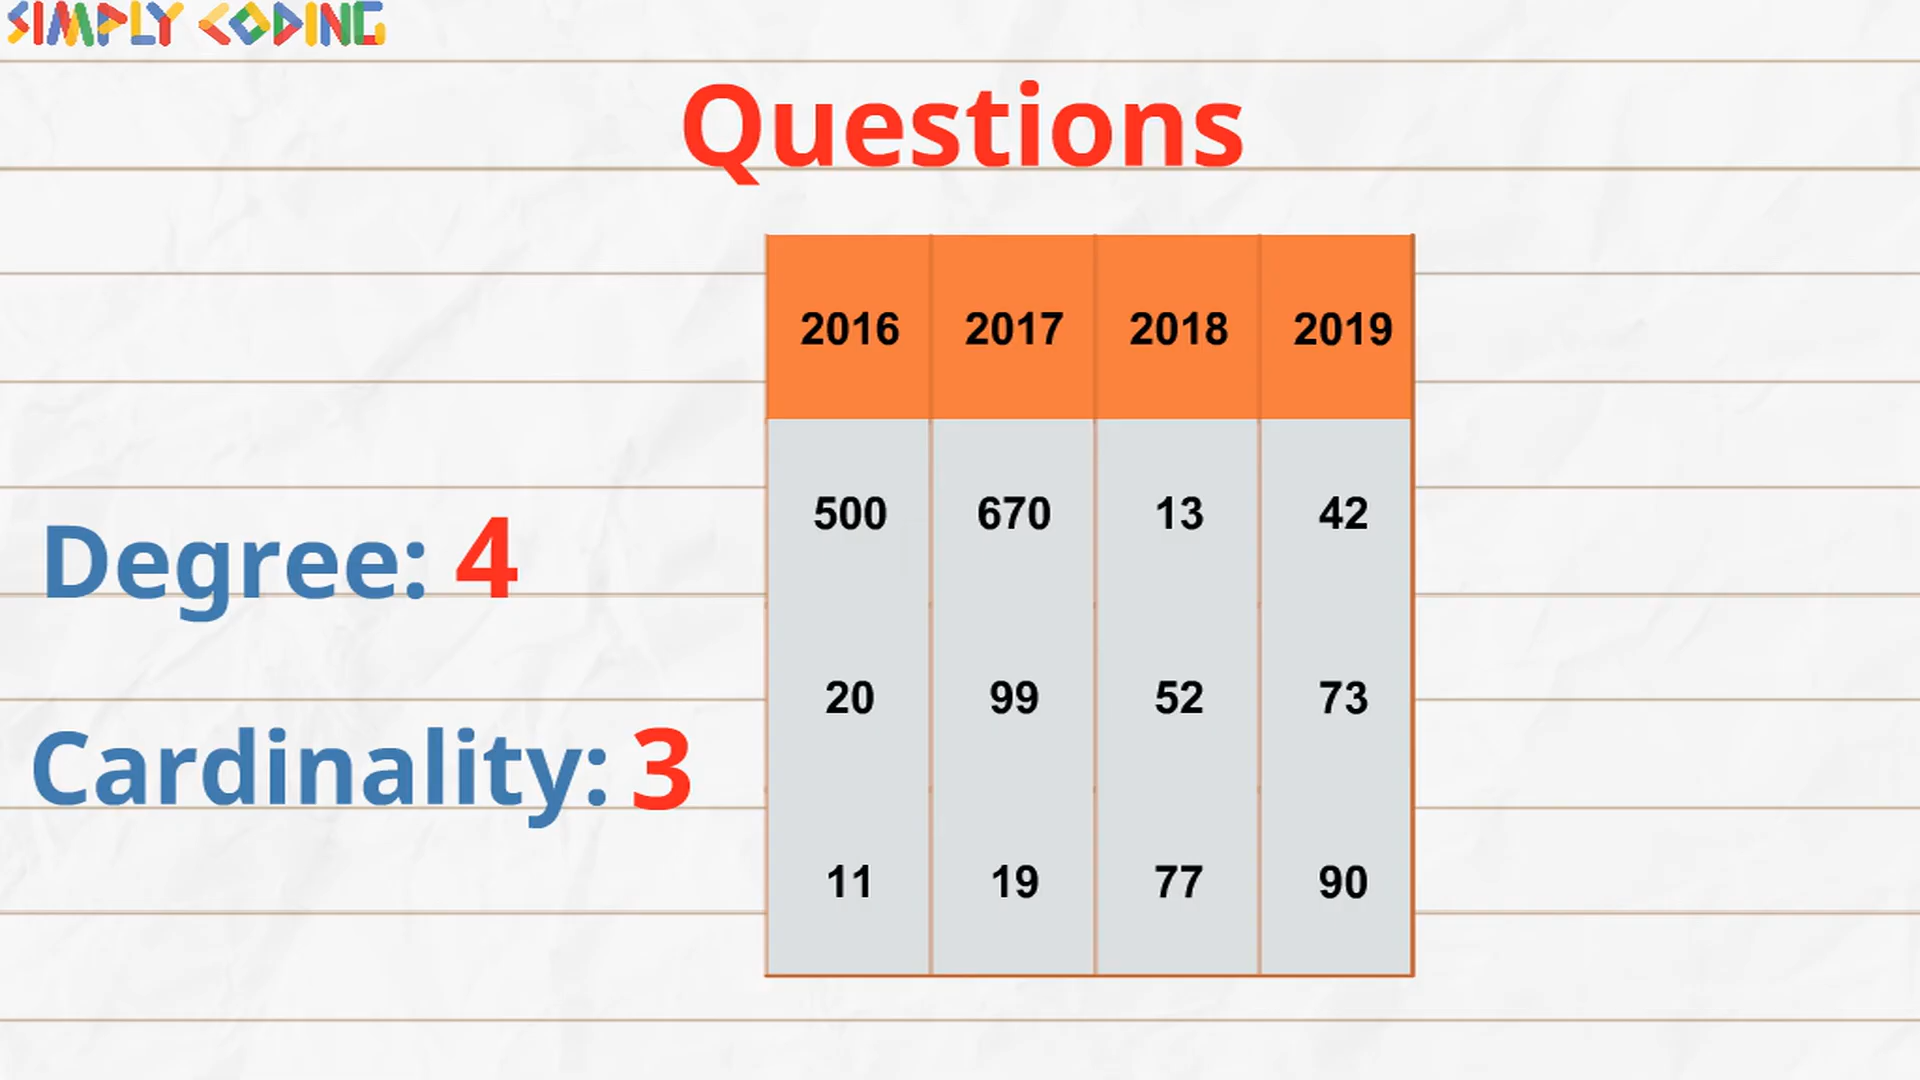 SIMPLY CODING
Questions
2016 2017 2018 2019
500 670 13 42
Degree: 4
20 99 52 73
Cardinality: 3
11 19 77 90